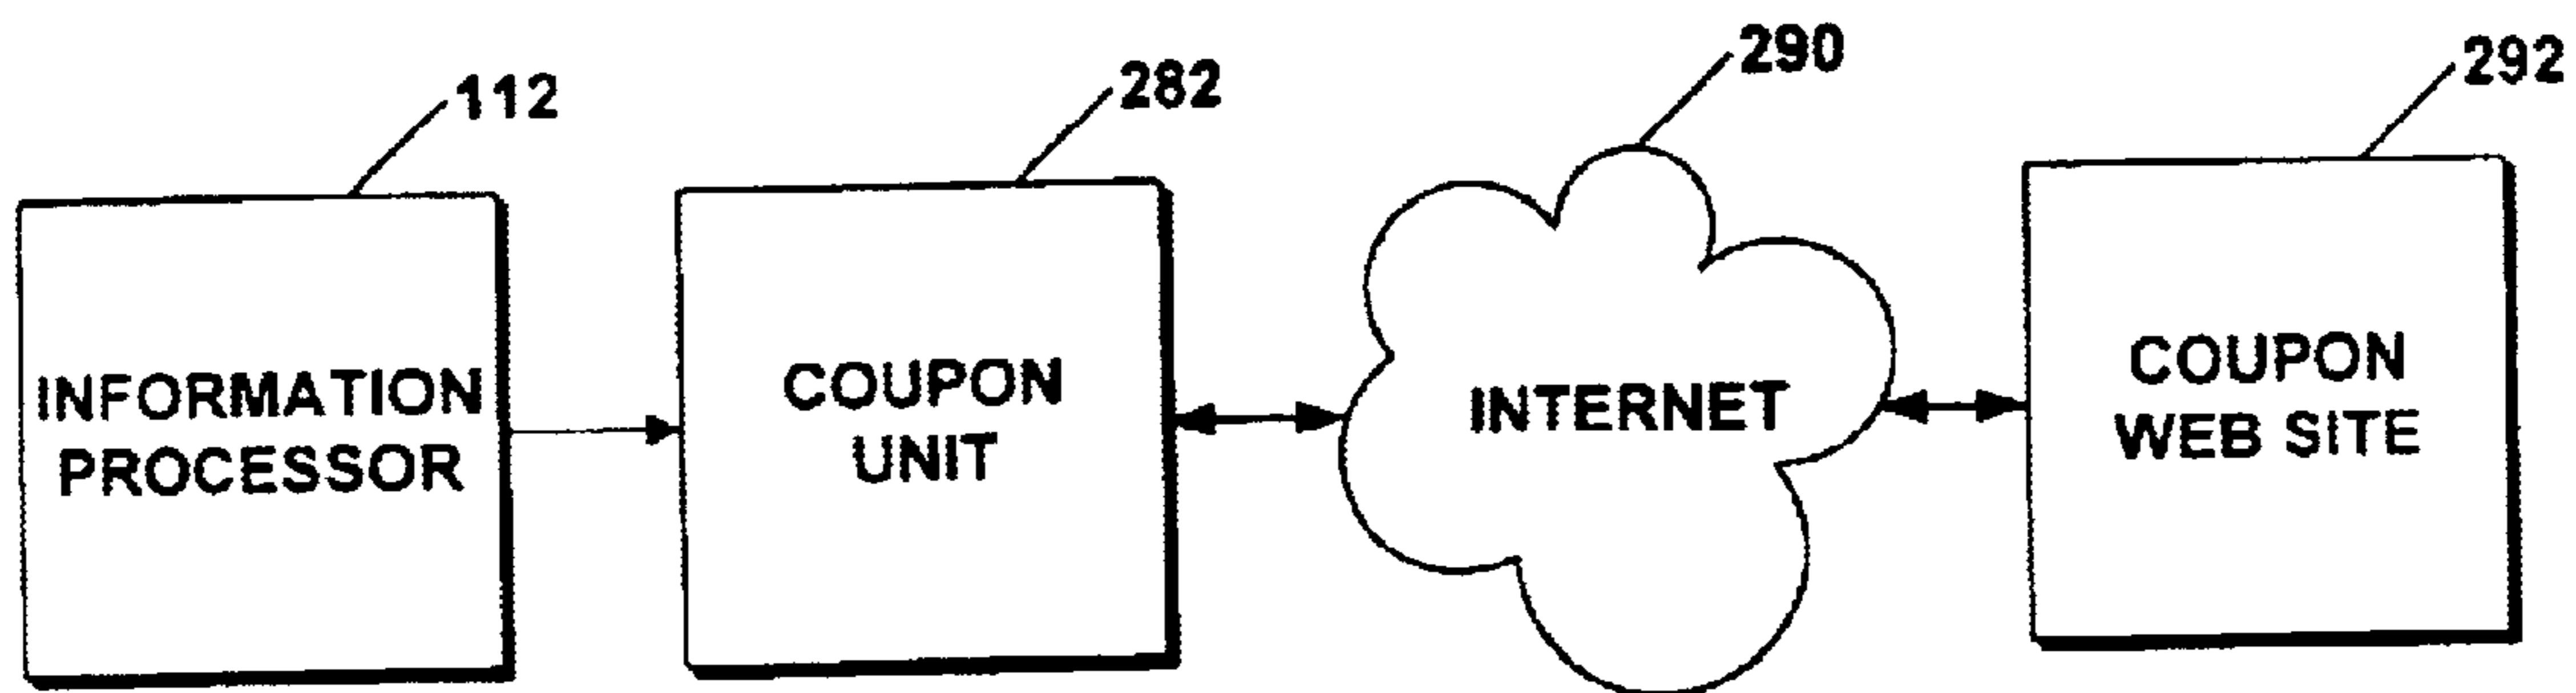 112
282
290
292
INFORMATION
PROCESSOR
COUPON
UNIT
INTERNET
COUPON
WEB SITE